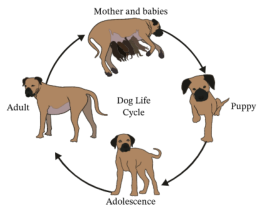 Mother and babies
Puppy
Adolescence
Adult
Dog Life
Cycle